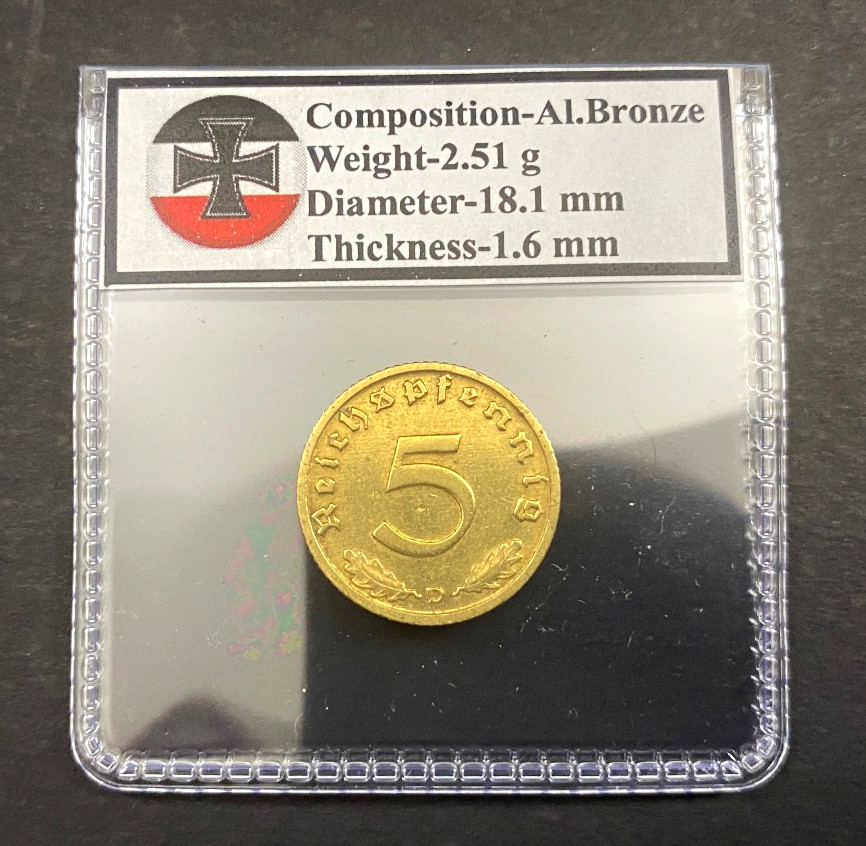 Composition-Al.Bronze
Weight-2.51 g
Diameter-18.1 mm
Thickness-1.6 mm
Reichspfennig
5
D